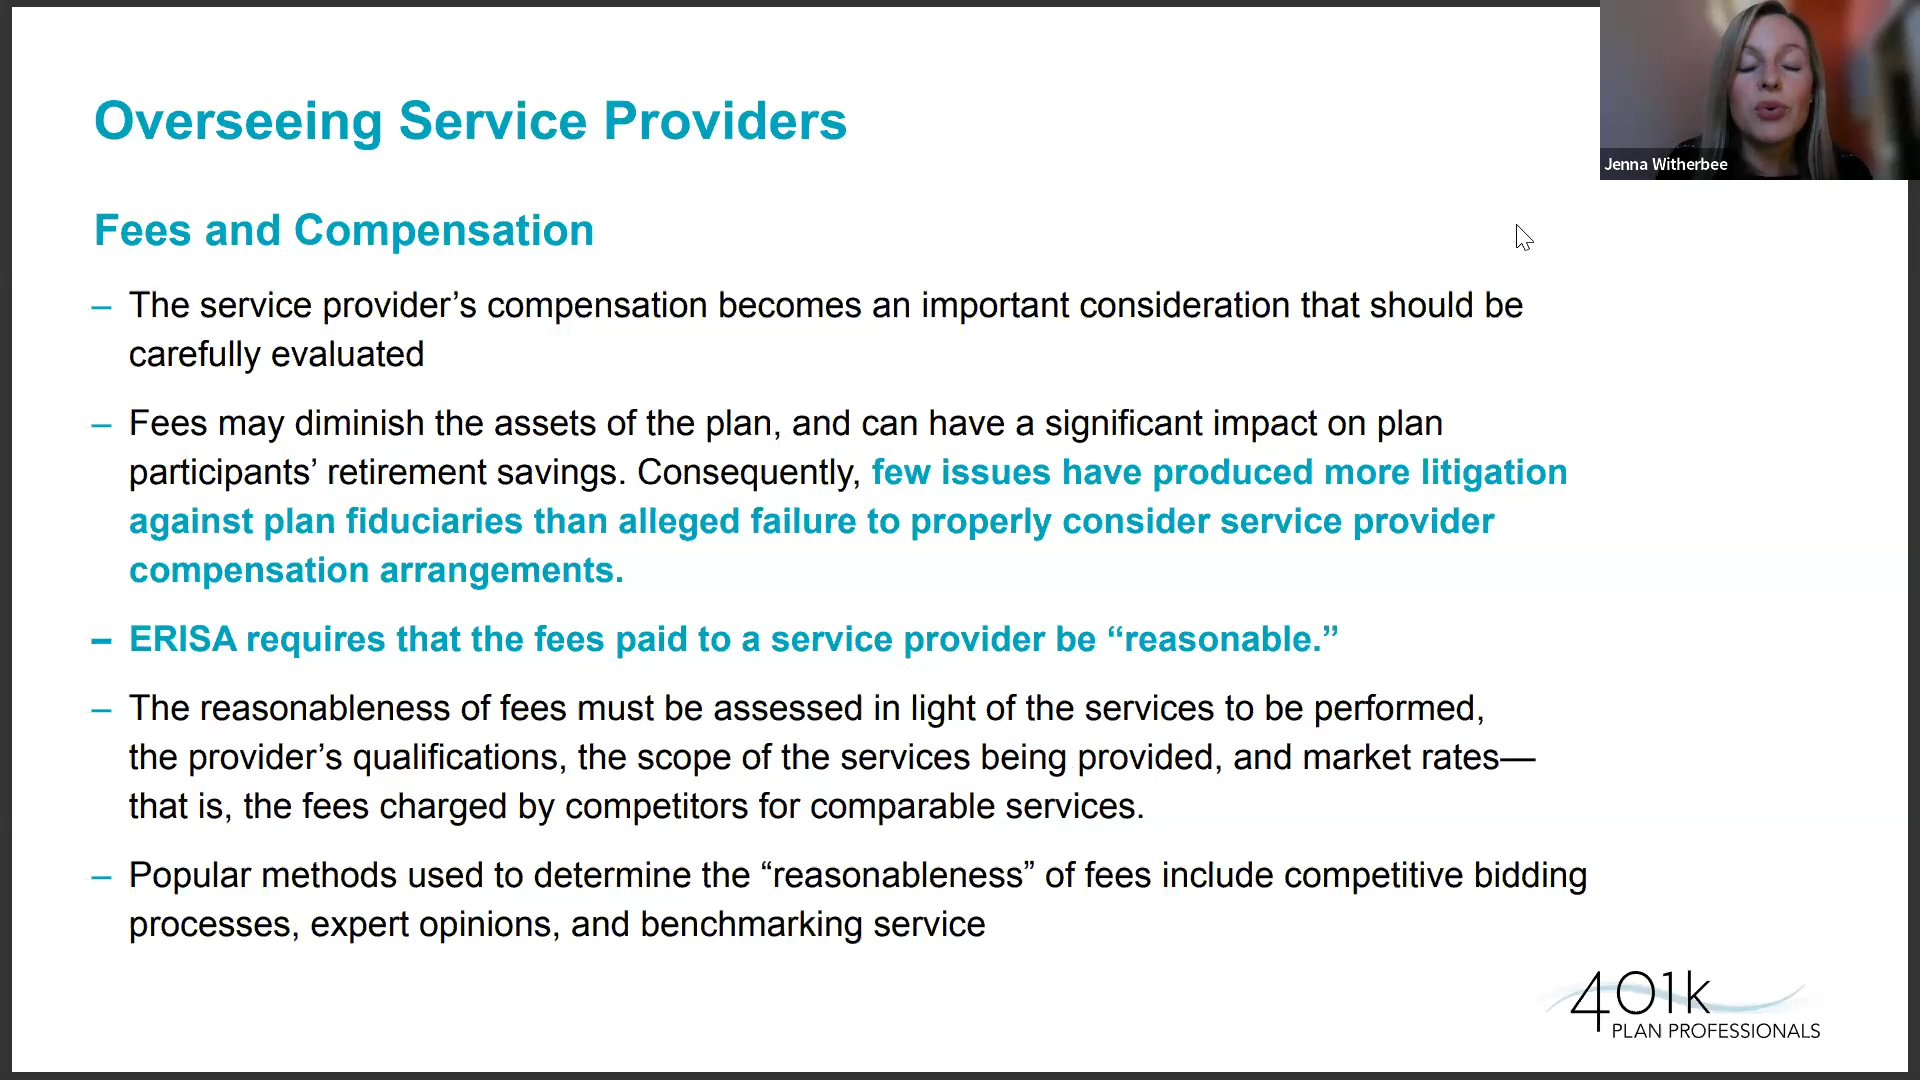 Overseeing Service Providers
Jenna Witherbee
Fees and Compensation
– The service provider’s compensation becomes an important consideration that should be
carefully evaluated
– Fees may diminish the assets of the plan, and can have a significant impact on plan
participants’ retirement savings. Consequently, few issues have produced more litigation
against plan fiduciaries than alleged failure to properly consider service provider
compensation arrangements.
– ERISA requires that the fees paid to a service provider be “reasonable.”
– The reasonableness of fees must be assessed in light of the services to be performed,
the provider’s qualifications, the scope of the services being provided, and market rates—
that is, the fees charged by competitors for comparable services.
– Popular methods used to determine the “reasonableness” of fees include competitive bidding
processes, expert opinions, and benchmarking service
401k
PLAN PROFESSIONALS